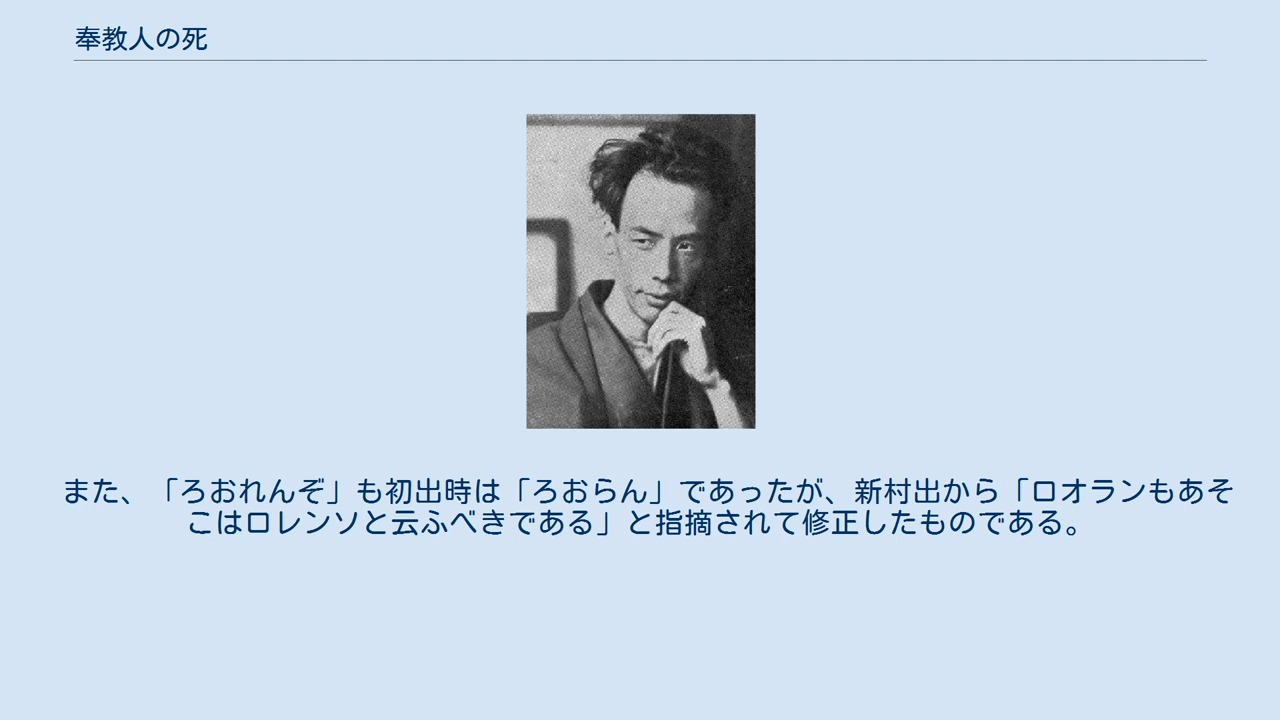 奉教人の死
また、「ろおれんぞ」も初出時は「ろおらん」であったが、新村出から「ロオランもあそ
こはロレンソと云ふべきである」と指摘されて修正したものである。